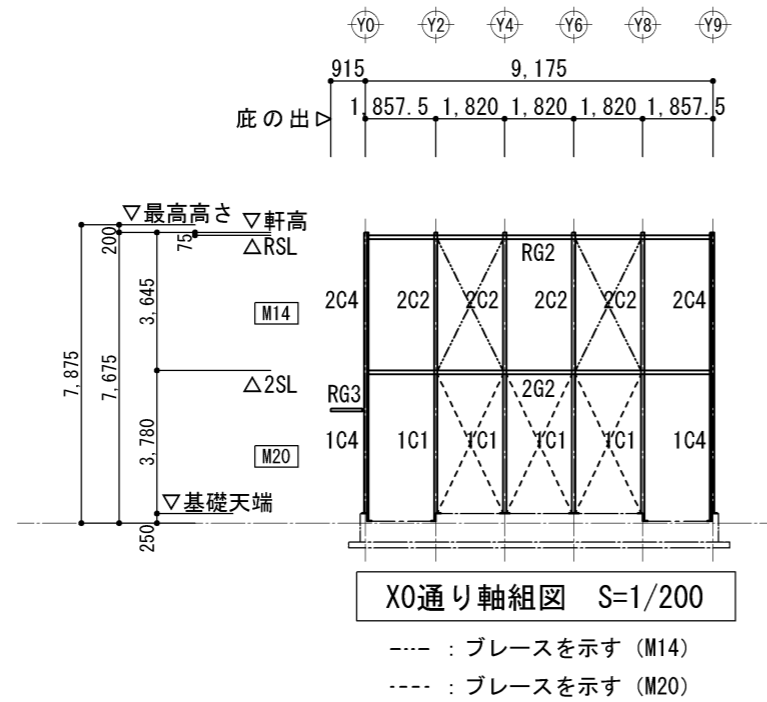 Y0 Y2 Y4 Y6 Y8 Y9
915 9,175
庇の出 1,857.5 1,820 1,820 1,820 1,857.5
▽最高高さ
▽軒高
200
75
△RSL
RG2
3,645
M14
2C4 2C2 2C2 2C2 2C2 2C4
7,875
7,675
△2SL
RG3
2G2
3,780
M20
1C4 1C1 1C1 1C1 1C1 1C4
▽基礎天端
250
X0通り軸組図 S=1/200
：ブレースを示す（M14）
：ブレースを示す（M20）